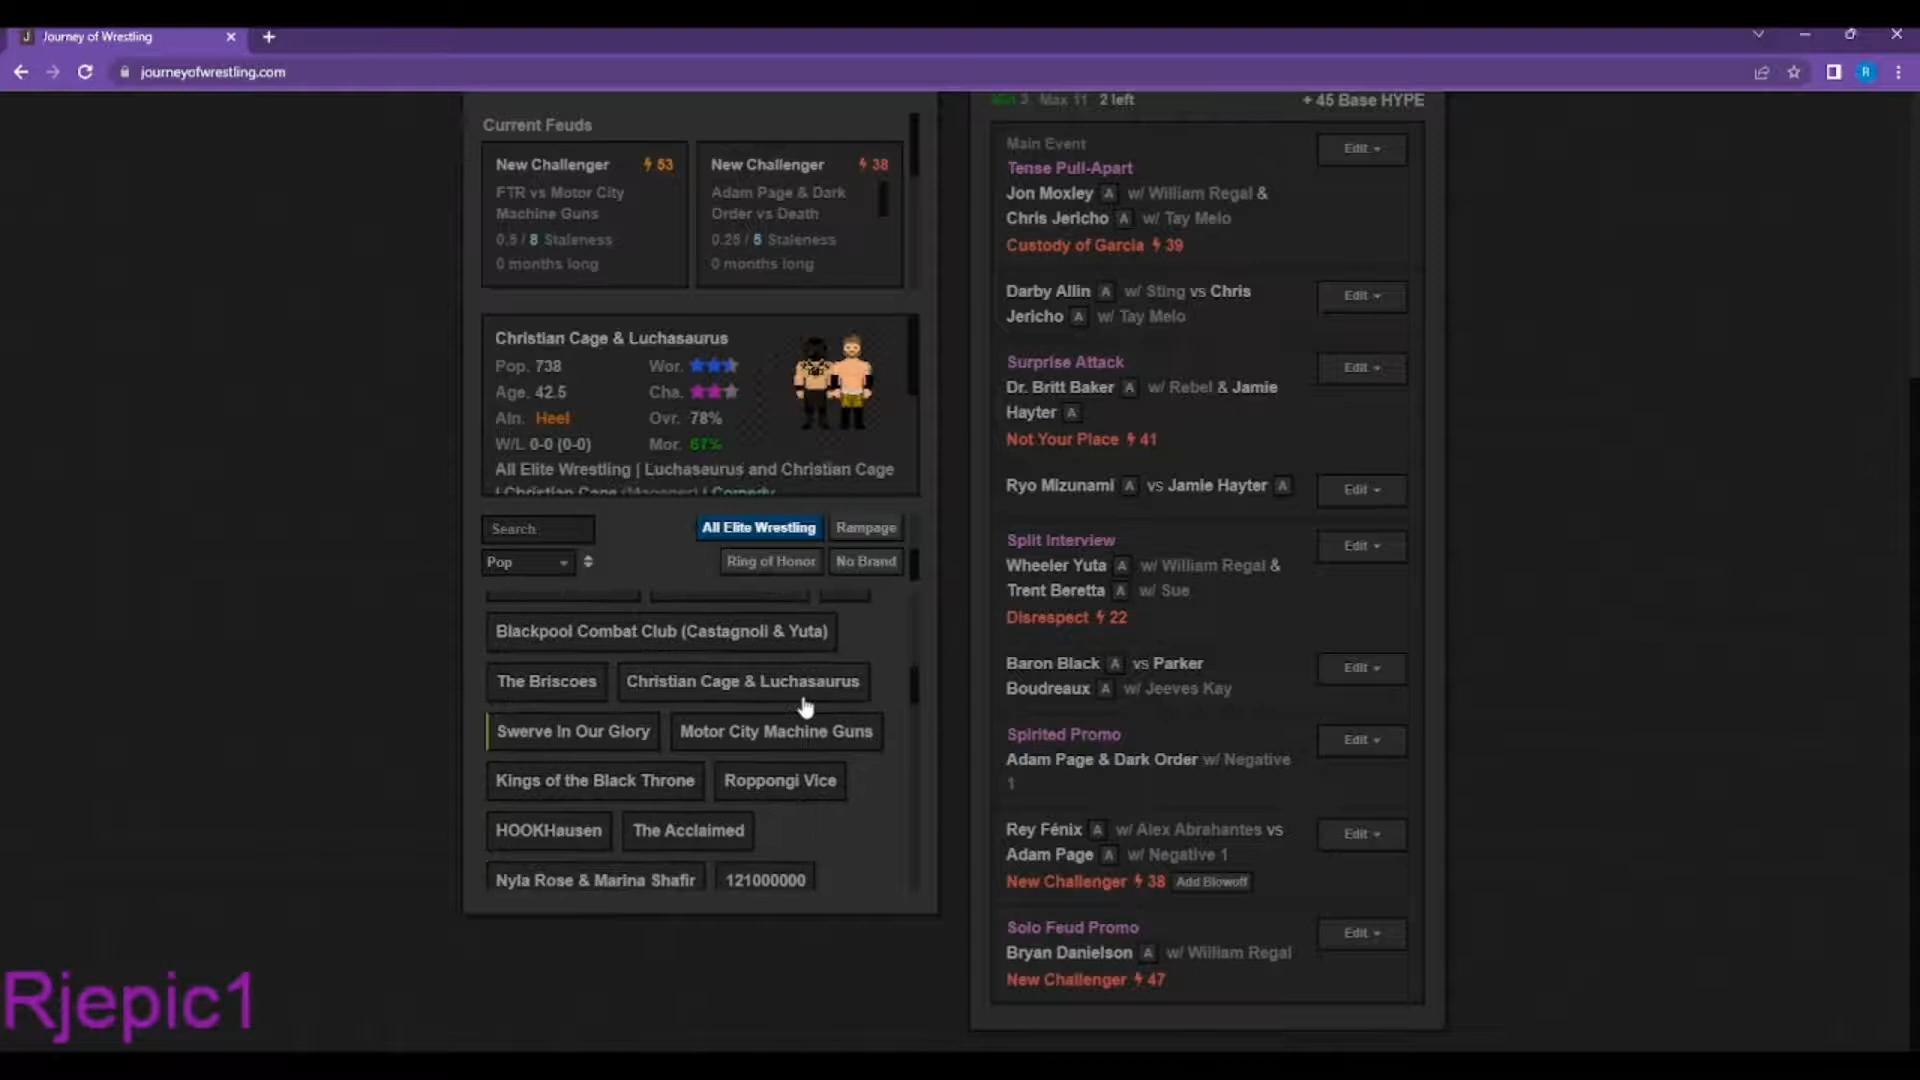 Journey of Wrestling
journeyofwrestling.com
Current Feuds
New Challenger 53
FTR vs Motor City
Machine Guns
0.5 / 8 Staleness
0 months long
New Challenger 38
Adam Page & Dark
Order vs Death
0.25 / 5 Staleness
0 months long
Christian Cage & Luchasaurus
Pop. 738 Wor.
Age. 42.5 Cha.
Aln. Heel Ovr. 78%
W/L 0-0 (0-0) Mor. 67%
All Elite Wrestling | Luchasaurus and Christian Cage
| Christian Cage (Manager) | Comedy
Search All Elite Wrestling Rampage
Pop Ring of Honor No Brand
Blackpool Combat Club (Castagnoli & Yuta)
The Briscoes Christian Cage & Luchasaurus
Swerve In Our Glory Motor City Machine Guns
Kings of the Black Throne Roppongi Vice
HOOKHausen The Acclaimed
Nyla Rose & Marina Shafir 121000000
Min 3 Max 11 2 left + 45 Base HYPE
Main Event Edit
Tense Pull-Apart
Jon Moxley A w/ William Regal &
Chris Jericho A w/ Tay Melo
Custody of Garcia 39
Darby Allin A w/ Sting vs Chris Edit
Jericho A w/ Tay Melo
Surprise Attack Edit
Dr. Britt Baker A w/ Rebel & Jamie
Hayter A
Not Your Place 41
Ryo Mizunami A vs Jamie Hayter A Edit
Split Interview Edit
Wheeler Yuta A w/ William Regal &
Trent Beretta A w/ Sue
Disrespect 22
Baron Black A vs Parker Edit
Boudreaux A w/ Jeeves Kay
Spirited Promo Edit
Adam Page & Dark Order w/ Negative
1
Rey Fénix A w/ Alex Abrahantes vs Edit
Adam Page A w/ Negative 1
New Challenger 38 Add Blowoff
Solo Feud Promo Edit
Bryan Danielson A w/ William Regal
New Challenger 47
Rjepic1